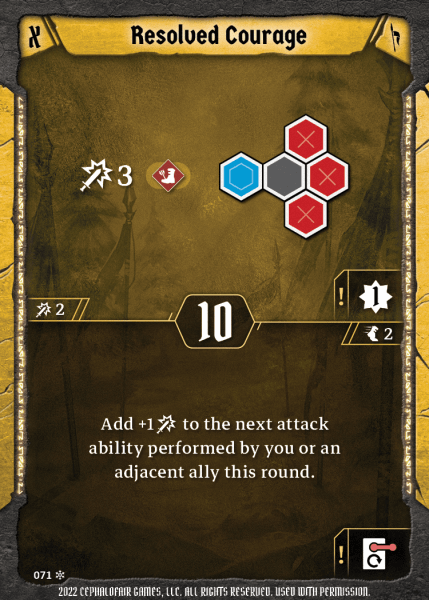 Resolved Courage
3
! 1
2
10
2
Add +1 to the next attack
ability performed by you or an
adjacent ally this round.
!
071
2022 CEPHALOFAIR GAMES, LLC. ALL RIGHTS RESERVED. USED WITH PERMISSION.